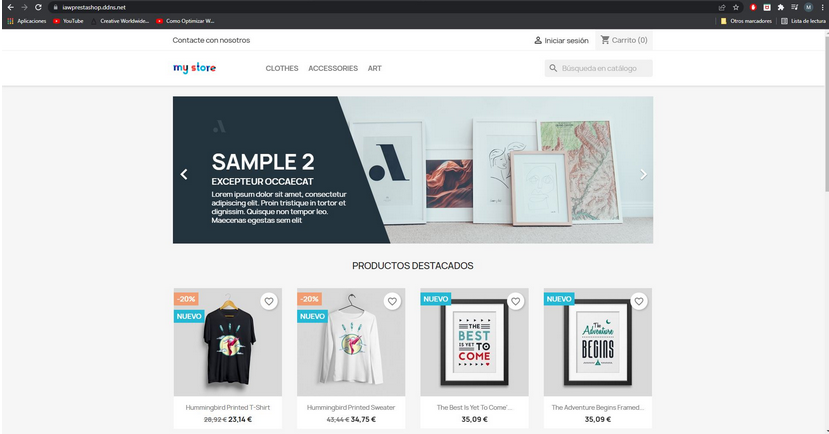 iawprestashop.ddns.net
Aplicaciones
YouTube
Creative Worldwide...
Como Optimizar W...
Otros marcadores
Lista de lectura
Contacte con nosotros
Iniciar sesión
Carrito (0)
my store
CLOTHES
ACCESSORIES
ART
Búsqueda en catálogo
SAMPLE 2
EXCEPTEUR OCCAECAT
Lorem ipsum dolor sit amet, consectetur
adipiscing elit. Proin tristique in tortor et
dignissim. Quisque non tempor leo.
Maecenas egestas sem elit
PRODUCTOS DESTACADOS
-20%
NUEVO
-20%
NUEVO
NUEVO
THE
BEST
IS YET TO
COME
NUEVO
The
Adventure
BEGINS
Hummingbird Printed T-Shirt
28,92 € 23,14 €
Hummingbird Printed Sweater
43,44 € 34,75 €
The Best Is Yet To Come'...
35,09 €
The Adventure Begins Framed...
35,09 €